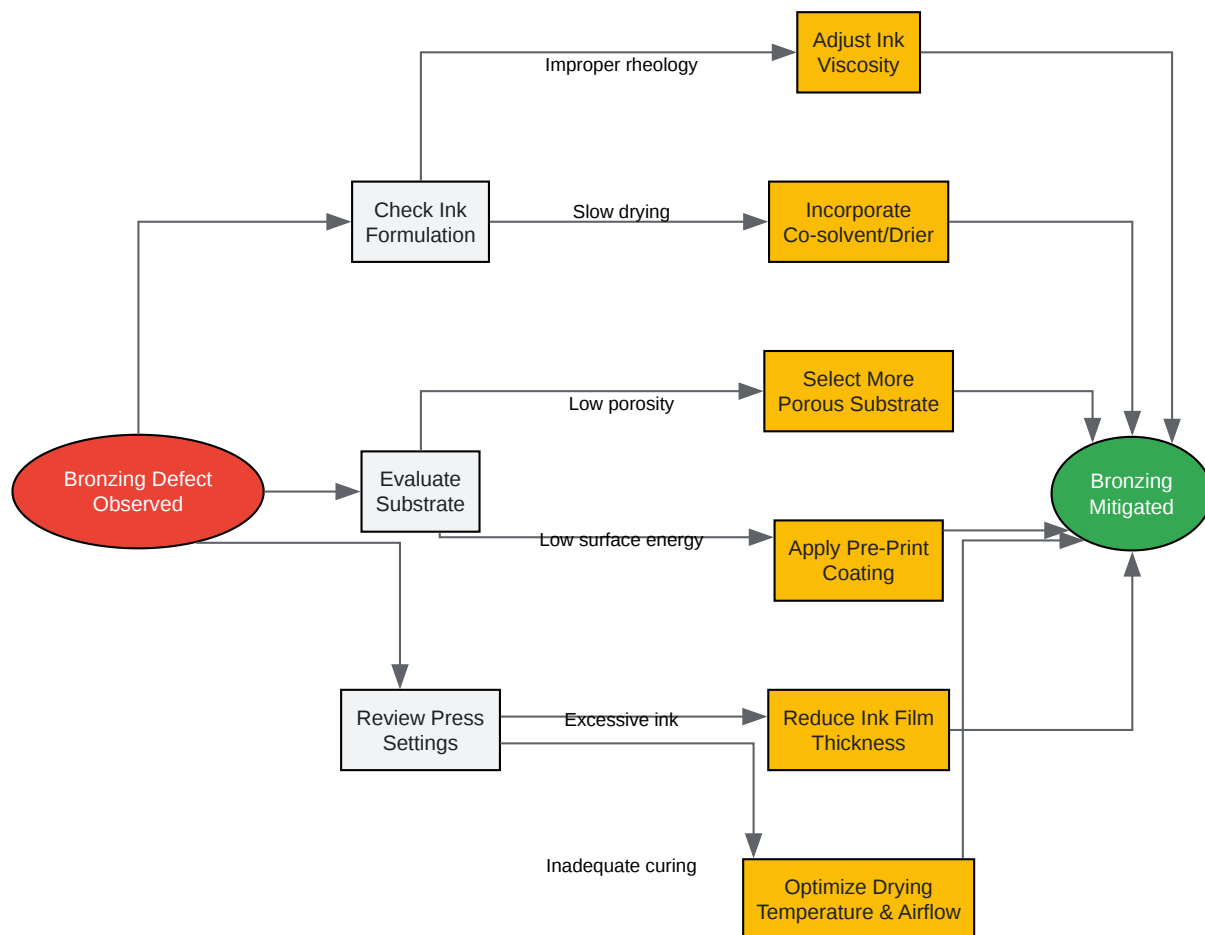 Adjust Ink
Viscosity
Improper rheology
Check Ink
Formulation
Slow drying
Incorporate
Co-solvent/Drier
Select More
Porous Substrate
Low porosity
Bronzing Defect
Observed
Evaluate
Substrate
Bronzing
Mitigated
Low surface energy
Apply Pre-Print
Coating
Review Press
Settings
Excessive ink
Reduce Ink Film
Thickness
Inadequate curing
Optimize Drying
Temperature & Airflow